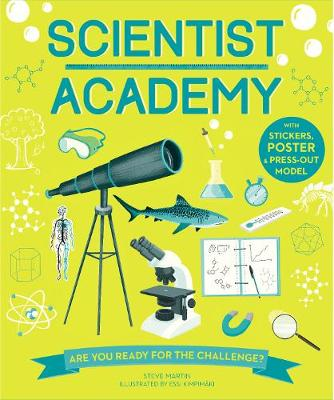 SCIENTIST
ACADEMY
WITH
STICKERS,
POSTER
& PRESS-OUT
MODEL
ARE YOU READY FOR THE CHALLENGE?
STEVE MARTIN
ILLUSTRATED BY ESSI KIMPIMÄKI